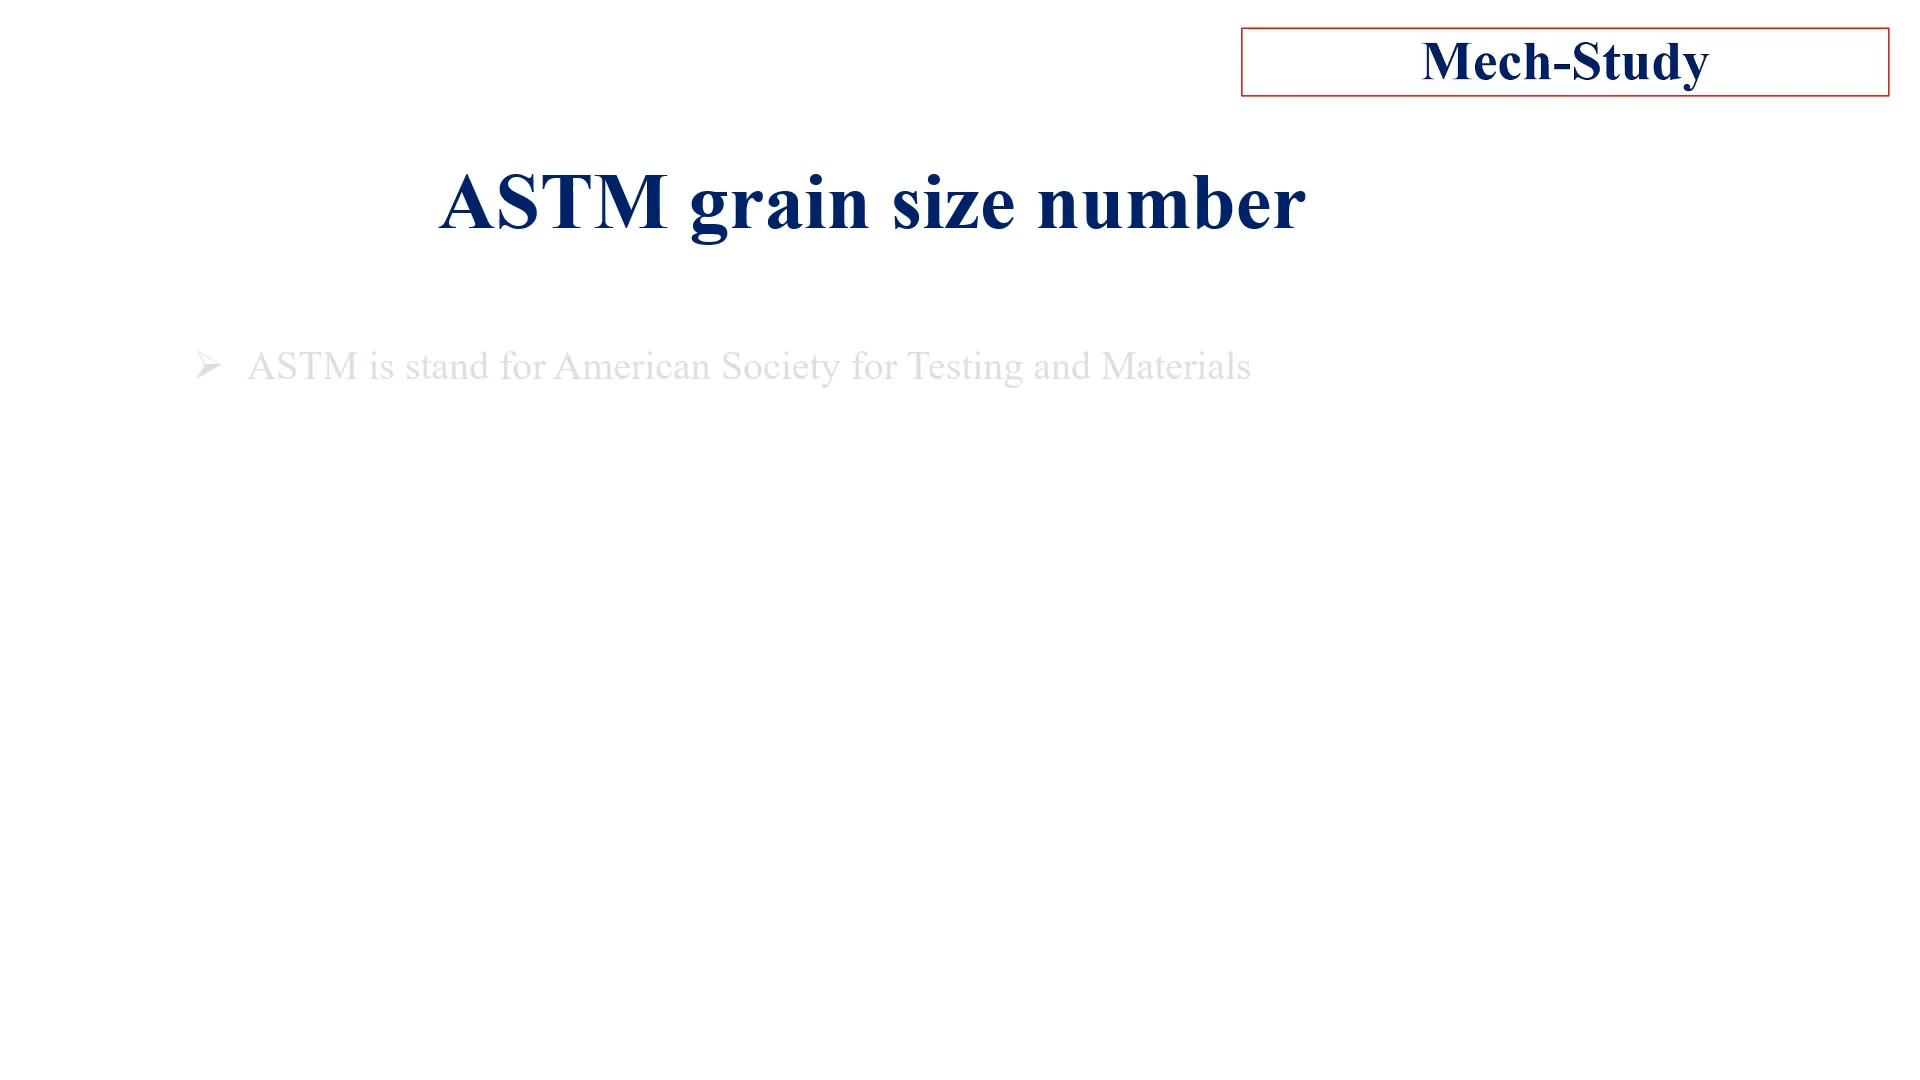 Mech-Study
ASTM grain size number
➢ ASTM is stand for American Society for Testing and Materials